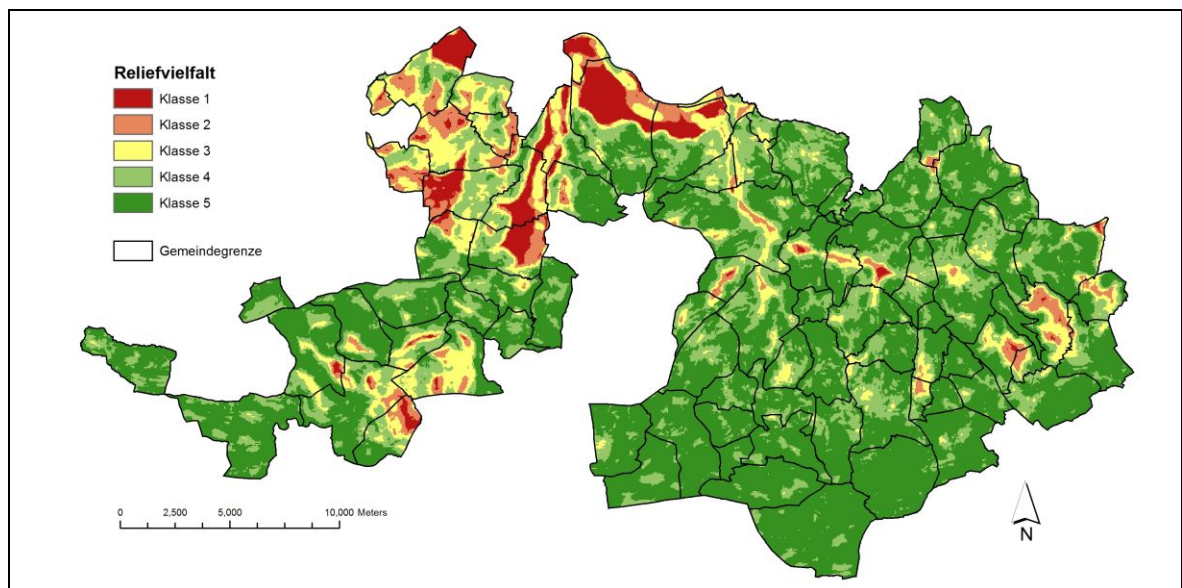 Reliefvielfalt
Klasse 1
Klasse 2
Klasse 3
Klasse 4
Klasse 5
Gemeindegrenze
0 2,500 5,000 10,000 Meters
N